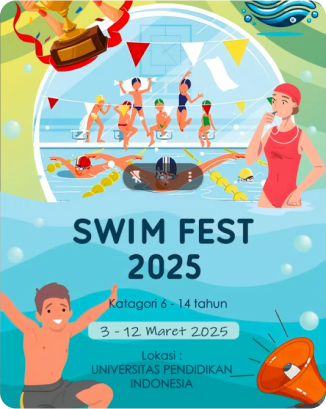 SWIM FEST
2025
Katagori 6 - 14 tahun
3 - 12 Maret 2025
Lokasi :
UNIVERSITAS PENDIDIKAN
INDONESIA